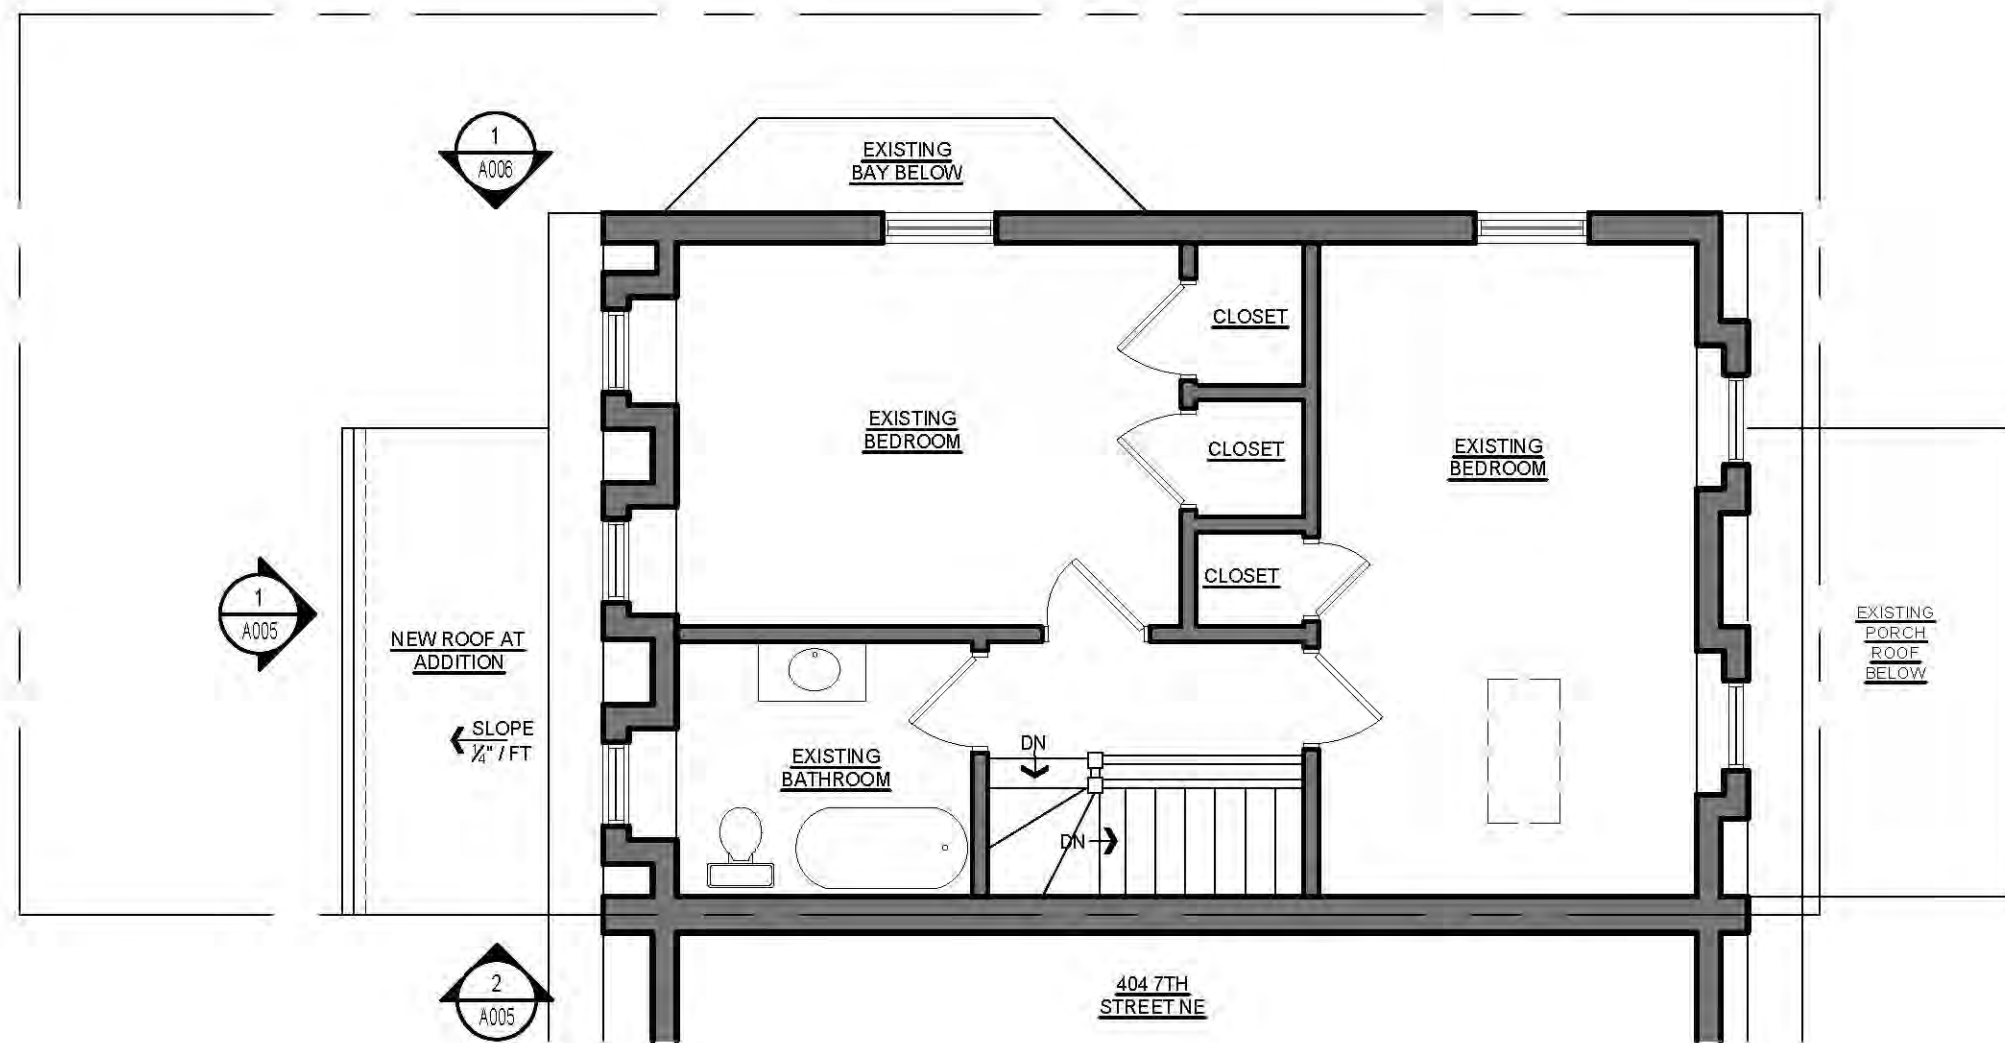 1
A006
EXISTING
BAY BELOW
CLOSET
EXISTING
BEDROOM
CLOSET
EXISTING
BEDROOM
CLOSET
1
A005
NEW ROOF AT
ADDITION
EXISTING
PORCH
ROOF
BELOW
SLOPE
¼" / FT
EXISTING
BATHROOM
DN
DN
2
A005
404 7TH
STREET NE